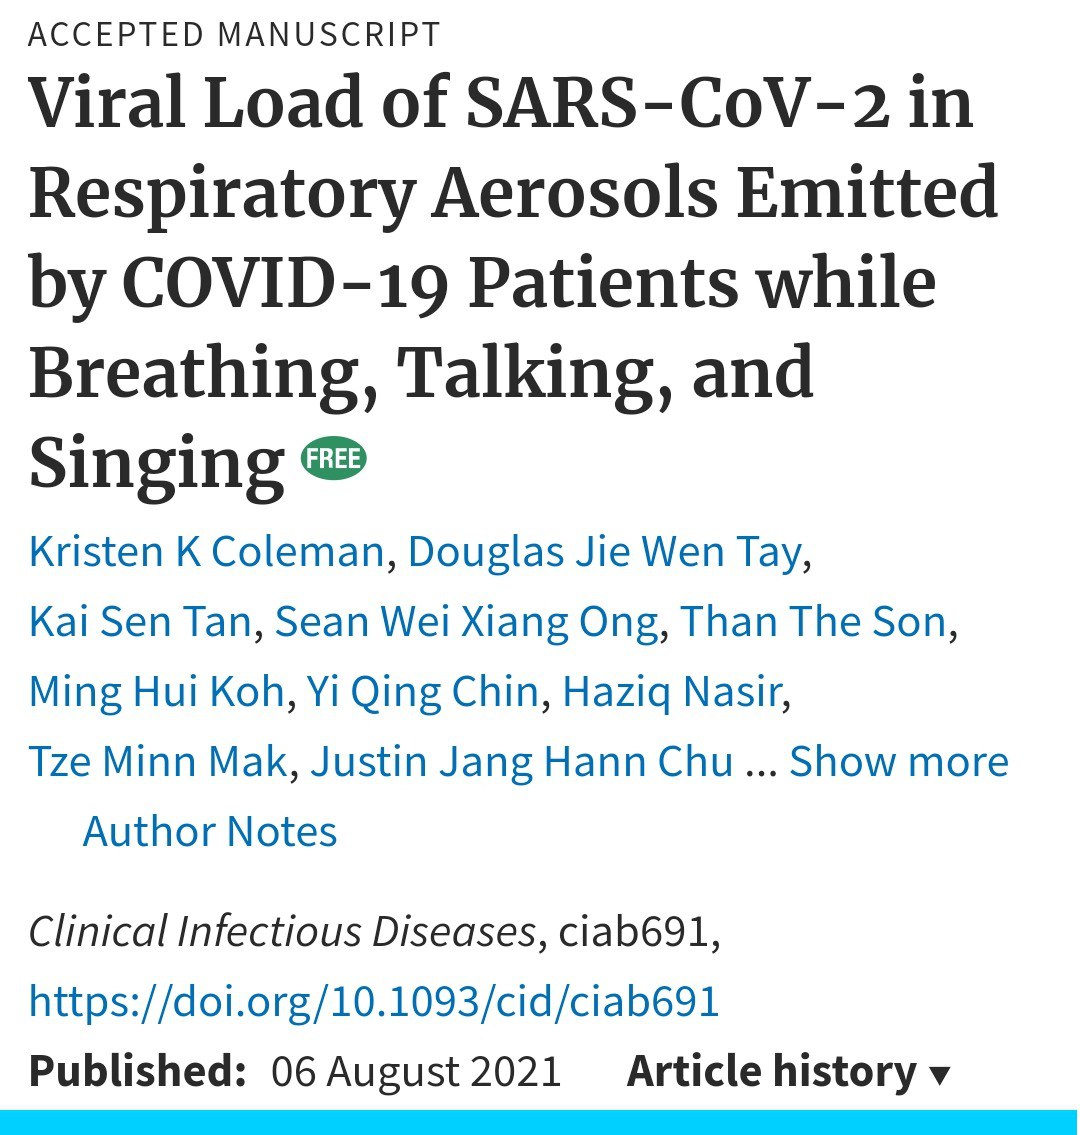 ACCEPTED MANUSCRIPT
Viral Load of SARS-CoV-2 in
Respiratory Aerosols Emitted
by COVID-19 Patients while
Breathing, Talking, and
Singing FREE
Kristen K Coleman, Douglas Jie Wen Tay,
Kai Sen Tan, Sean Wei Xiang Ong, Than The Son,
Ming Hui Koh, Yi Qing Chin, Haziq Nasir,
Tze Minn Mak, Justin Jang Hann Chu ... Show more
Author Notes
Clinical Infectious Diseases, ciab691,
https://doi.org/10.1093/cid/ciab691
Published: 06 August 2021 Article history ▼